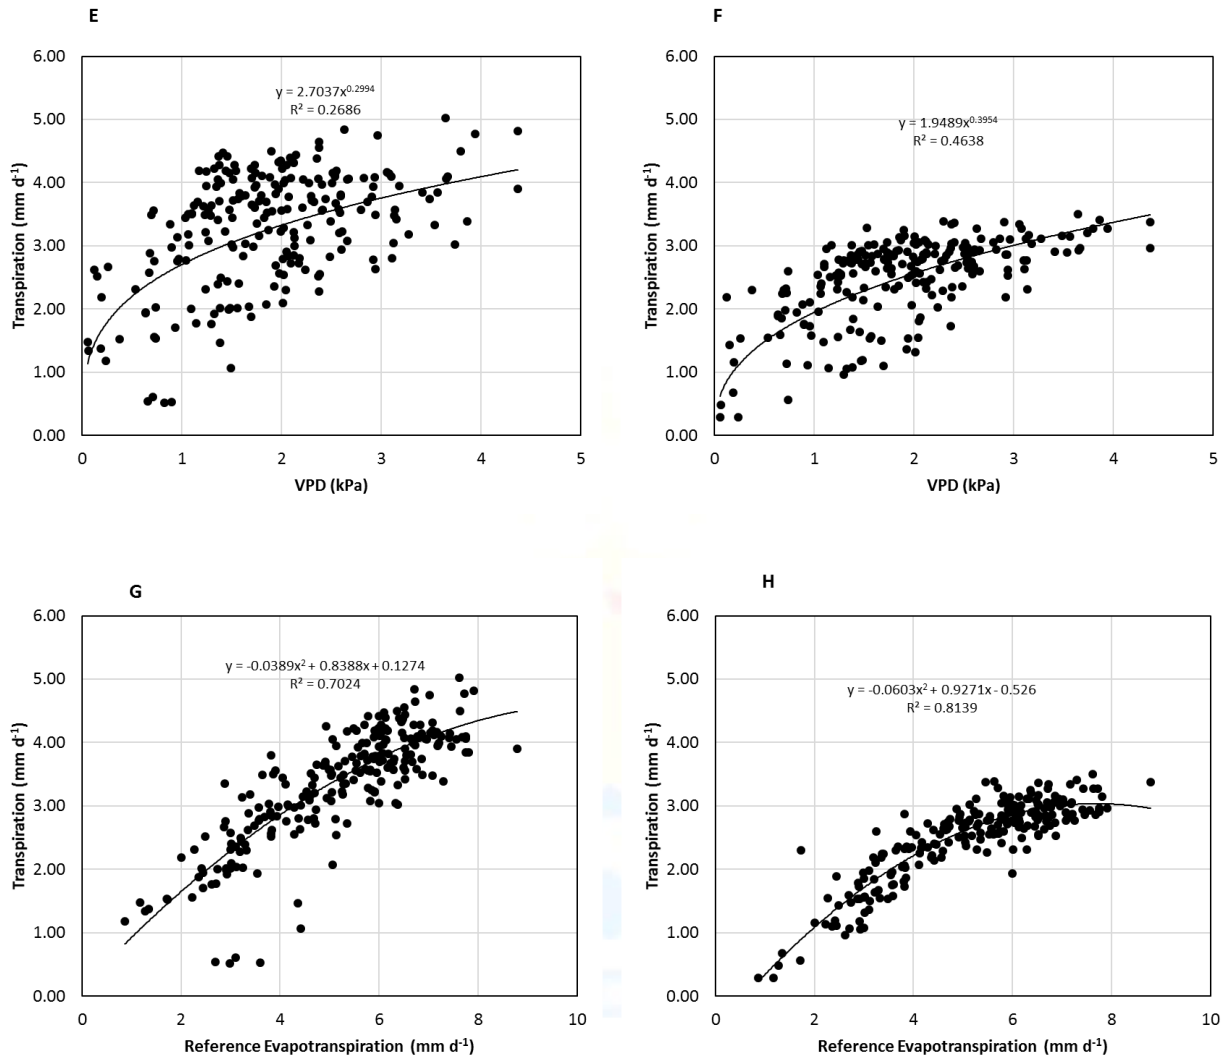 E
6.00
5.00
4.00
3.00
2.00
1.00
0.00
Transpiration (mm d⁻¹)
y = 2.7037x^0.2994
R² = 0.2686
0 1 2 3 4 5
VPD (kPa)
F
6.00
5.00
4.00
3.00
2.00
1.00
0.00
Transpiration (mm d⁻¹)
y = 1.9489x^0.3954
R² = 0.4638
0 1 2 3 4 5
VPD (kPa)
G
6.00
5.00
4.00
3.00
2.00
1.00
0.00
Transpiration (mm d⁻¹)
y = -0.0389x² + 0.8388x + 0.1274
R² = 0.7024
0 2 4 6 8 10
Reference Evapotranspiration (mm d⁻¹)
H
6.00
5.00
4.00
3.00
2.00
1.00
0.00
Transpiration (mm d⁻¹)
y = -0.0603x² + 0.9271x - 0.526
R² = 0.8139
0 2 4 6 8 10
Reference Evapotranspiration (mm d⁻¹)